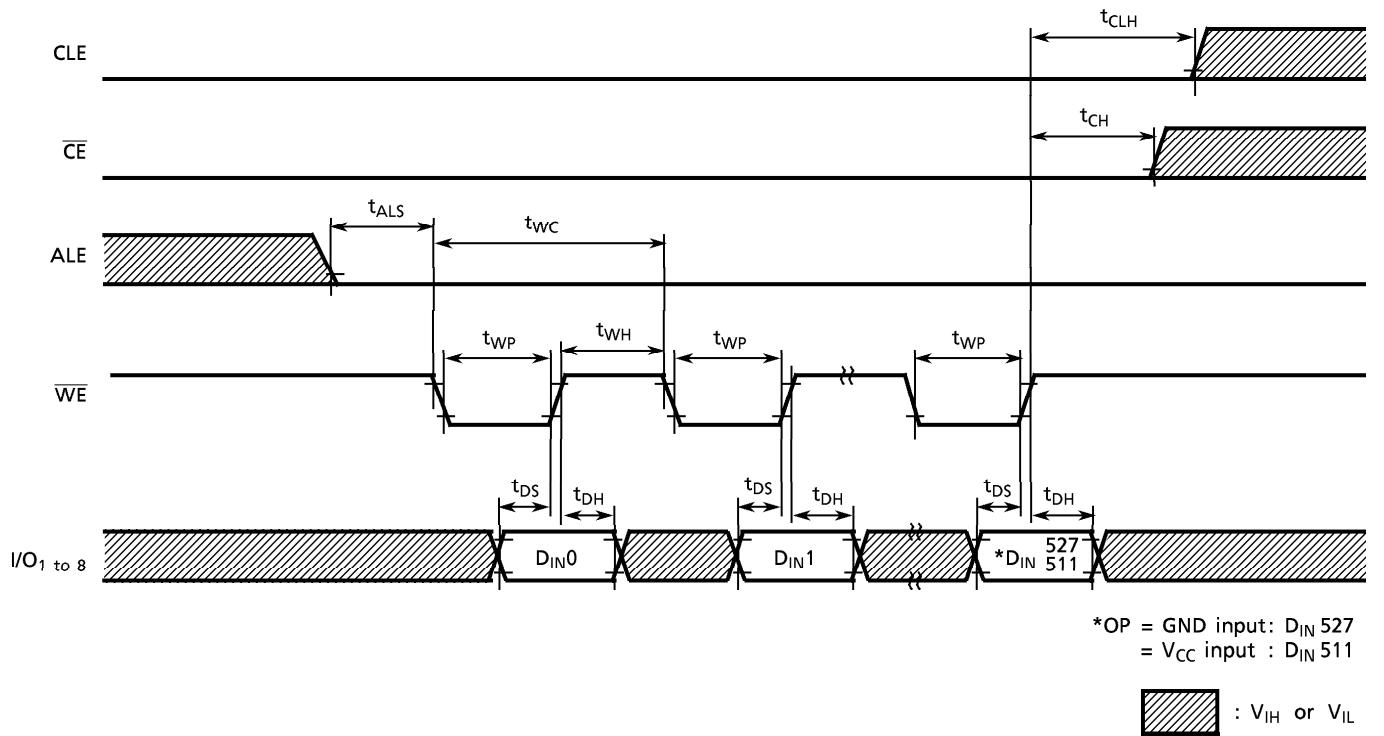 tCLH
CLE
tCH
CE
tALS
tWC
ALE
tWP
tWH
tWP
tWP
WE
tDS
tDH
tDS
tDH
tDS
tDH
I/O1 to 8
DIN0
DIN1
*DIN 527
511
*OP = GND input: DIN 527
= VCC input : DIN 511
: VIH or VIL